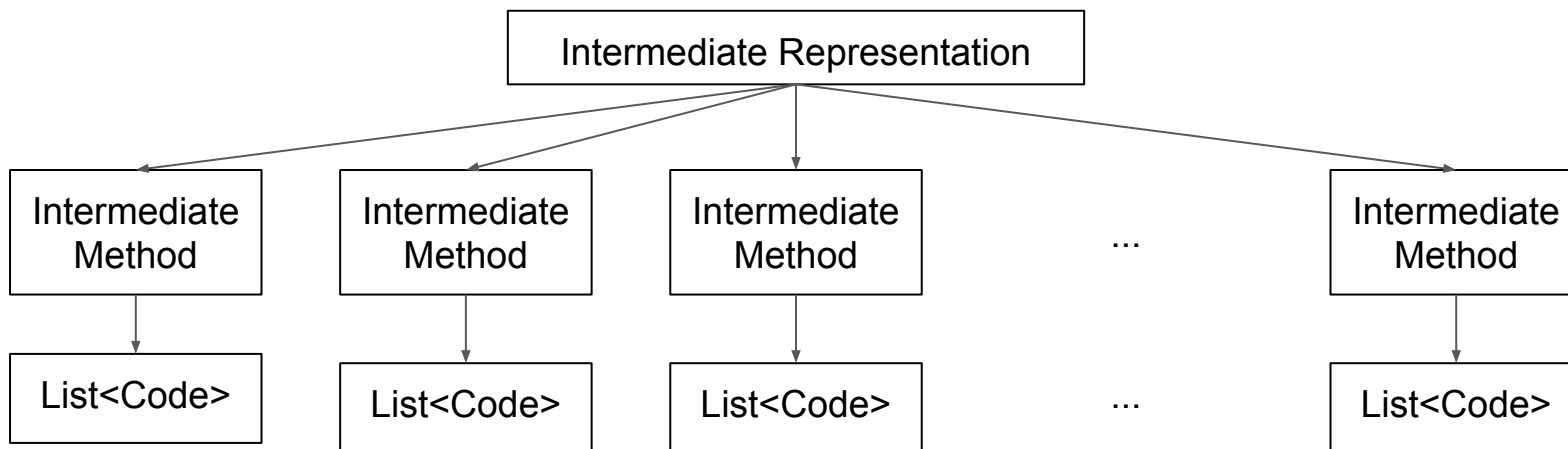 Intermediate Representation
Intermediate
Method
Intermediate
Method
Intermediate
Method
...
Intermediate
Method
List<Code>
List<Code>
List<Code>
...
List<Code>